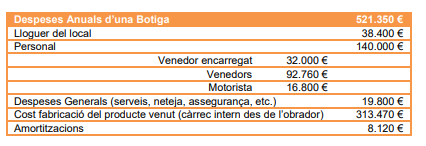 Despeses Anuals d'una Botiga 521.350 €
Lloguer del local 38.400 €
Personal 140.000 €
Venedor encarregat 32.000 €
Venedors 92.760 €
Motorista 16.800 €
Despeses Generals (serveis, neteja, assegurança, etc.) 19.800 €
Cost fabricació del producte venut (càrrec intern des de l'obrador) 313.470 €
Amortitzacions 8.120 €